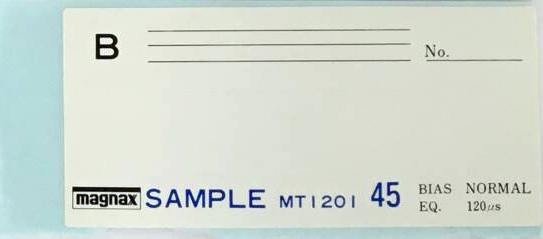 B
No.
magnax SAMPLE MT1201 45 BIAS NORMAL
EQ. 120µs